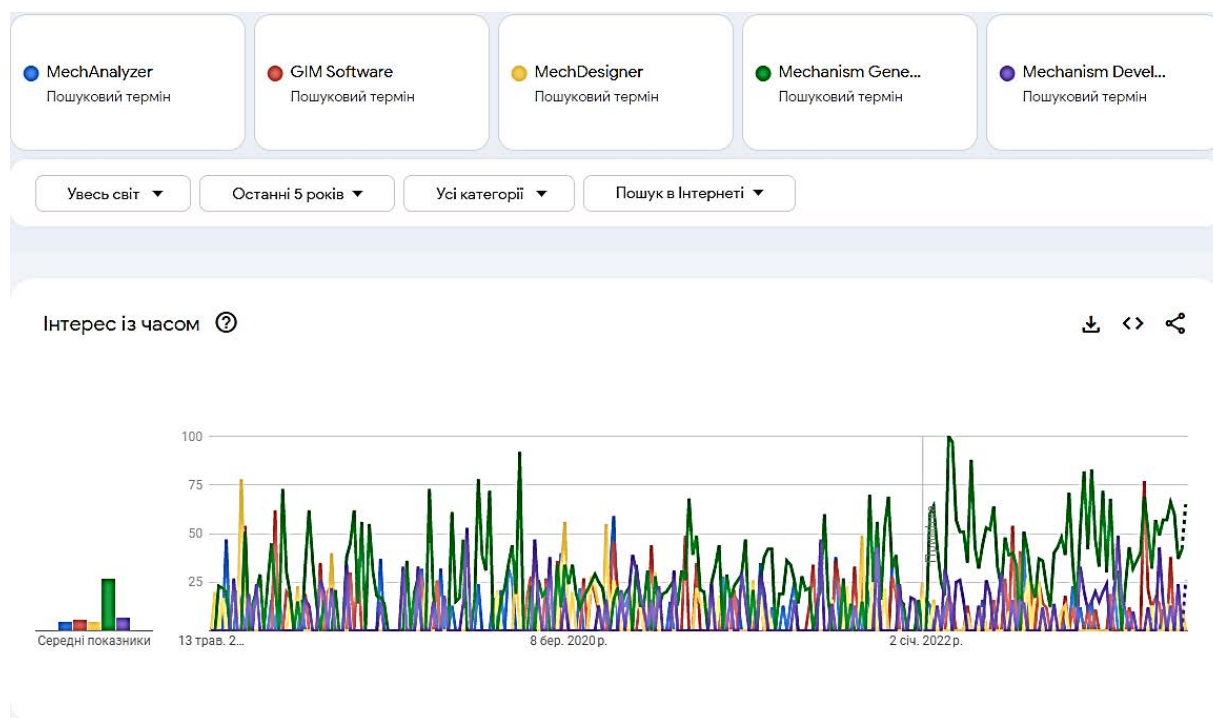 MechAnalyzer
Пошуковий термін
GIM Software
Пошуковий термін
MechDesigner
Пошуковий термін
Mechanism Gene...
Пошуковий термін
Mechanism Devel...
Пошуковий термін
Увесь світ
Останні 5 років
Усі категорії
Пошук в Інтернеті
Інтерес із часом
100
75
50
25
Середні показники
13 трав. 2...
8 бер. 2020 р.
2 січ. 2022 р.